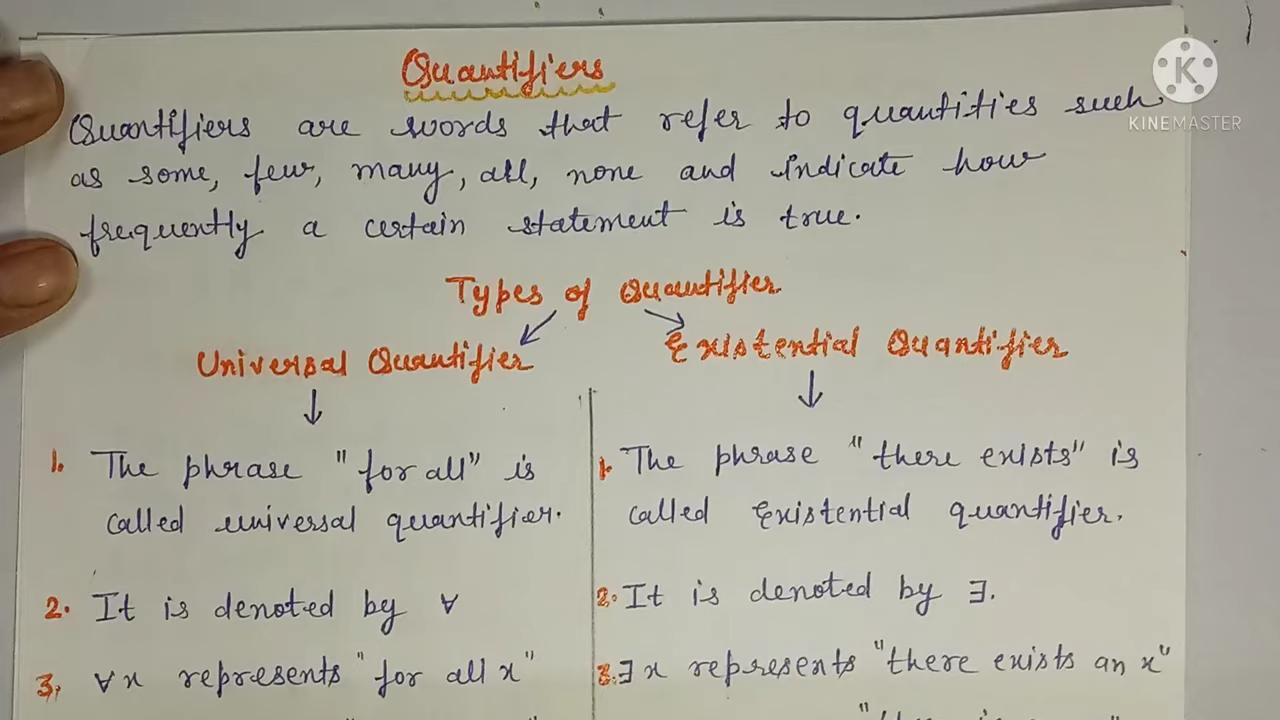 Quantifiers
Quantifiers are words that refer to quantities such
as some, few, many, all, none and indicate how
frequently a certain statement is true.
Types of Quantifier
Universal Quantifier
1. The phrase "for all" is
called universal quantifier.
2. It is denoted by ∀
3. ∀x represents "for all x"
Existential Quantifier
1. The phrase "there exists" is
called Existential quantifier.
2. It is denoted by ∃.
3. ∃x represents "there exists an x"
K
KINEMASTER